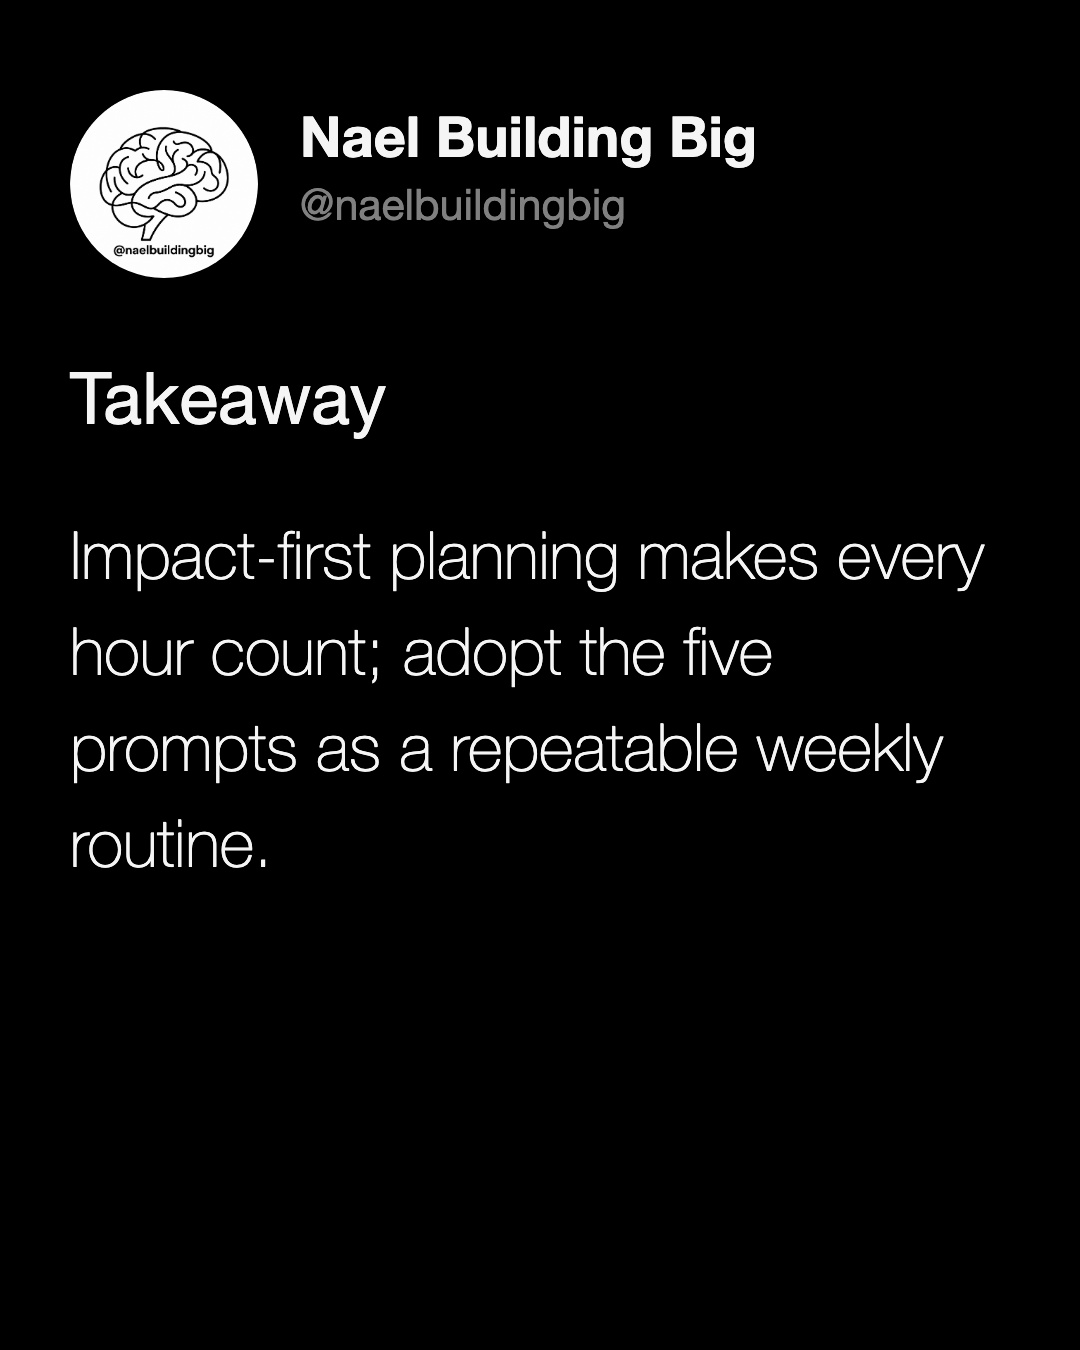 Nael Building Big
@naelbuildingbig
@naelbuildingbig
Takeaway
Impact-first planning makes every
hour count; adopt the five
prompts as a repeatable weekly
routine.